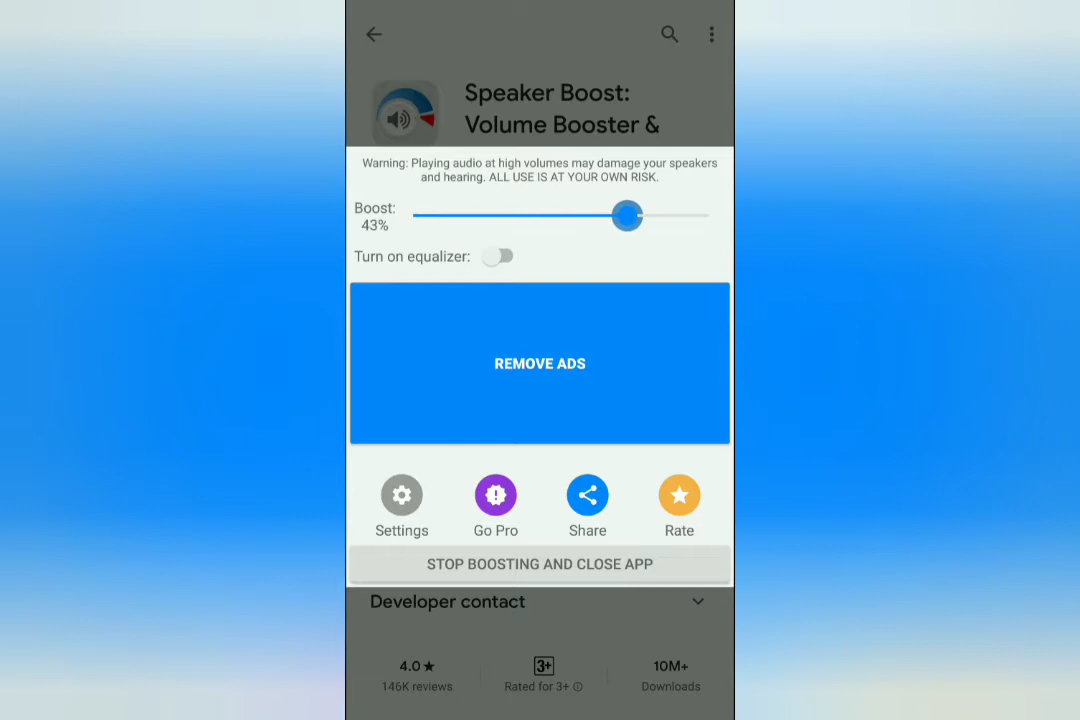 Speaker Boost:
Volume Booster &
Warning: Playing audio at high volumes may damage your speakers
and hearing. ALL USE IS AT YOUR OWN RISK.
Boost:
43%
Turn on equalizer:
REMOVE ADS
Settings
Go Pro
Share
Rate
STOP BOOSTING AND CLOSE APP
Developer contact
4.0★
3+
10M+
146K reviews
Rated for 3+ ⓘ
Downloads